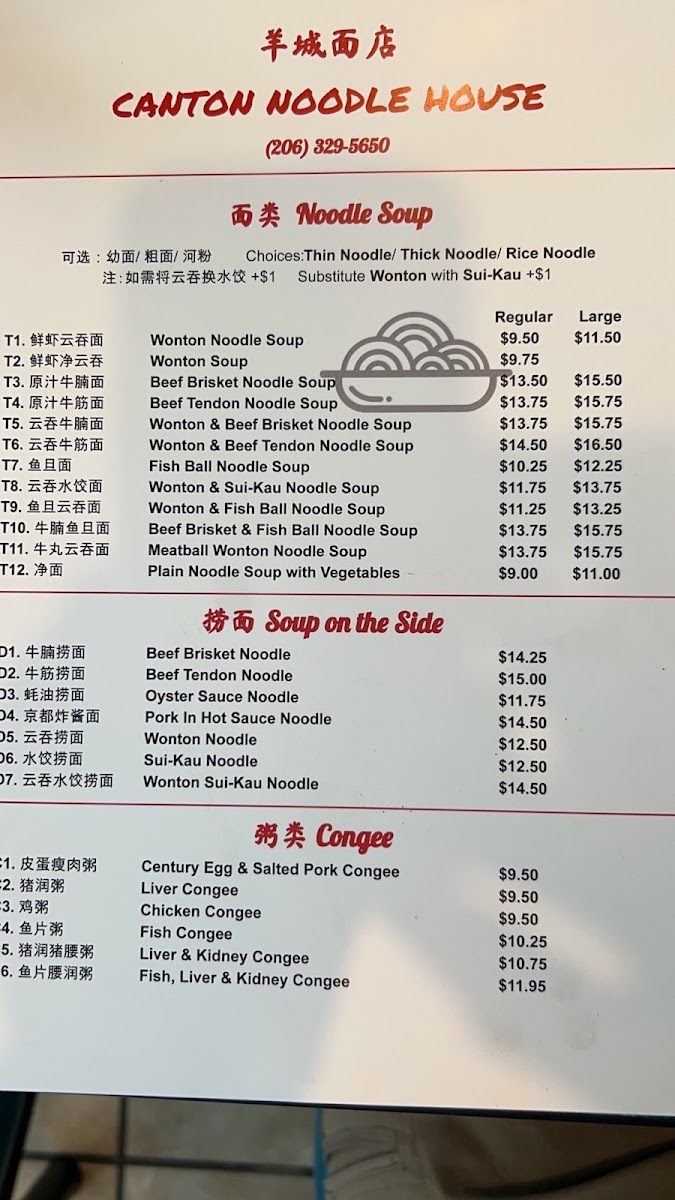 羊城面店
CANTON NOODLE HOUSE
(206) 329-5650
面类 Noodle Soup
可选：幼面/ 粗面/ 河粉 Choices:Thin Noodle/ Thick Noodle/ Rice Noodle
注:如需将云吞换水饺 +$1 Substitute Wonton with Sui-Kau +$1
Regular Large
T1. 鲜虾云吞面 Wonton Noodle Soup $9.50 $11.50
T2. 鲜虾净云吞 Wonton Soup $9.75
T3. 原汁牛腩面 Beef Brisket Noodle Soup $13.50 $15.50
T4. 原汁牛筋面 Beef Tendon Noodle Soup $13.75 $15.75
T5. 云吞牛腩面 Wonton & Beef Brisket Noodle Soup $13.75 $15.75
T6. 云吞牛筋面 Wonton & Beef Tendon Noodle Soup $14.50 $16.50
T7. 鱼旦面 Fish Ball Noodle Soup $10.25 $12.25
T8. 云吞水饺面 Wonton & Sui-Kau Noodle Soup $11.75 $13.75
T9. 鱼旦云吞面 Wonton & Fish Ball Noodle Soup $11.25 $13.25
T10. 牛腩鱼旦面 Beef Brisket & Fish Ball Noodle Soup $13.75 $15.75
T11. 牛丸云吞面 Meatball Wonton Noodle Soup $13.75 $15.75
T12. 净面 Plain Noodle Soup with Vegetables $9.00 $11.00
捞面 Soup on the Side
D1. 牛腩捞面 Beef Brisket Noodle $14.25
D2. 牛筋捞面 Beef Tendon Noodle $15.00
D3. 蚝油捞面 Oyster Sauce Noodle $11.75
D4. 京都炸酱面 Pork In Hot Sauce Noodle $14.50
D5. 云吞捞面 Wonton Noodle $12.50
D6. 水饺捞面 Sui-Kau Noodle $12.50
D7. 云吞水饺捞面 Wonton Sui-Kau Noodle $14.50
粥类 Congee
1. 皮蛋瘦肉粥 Century Egg & Salted Pork Congee $9.50
2. 猪润粥 Liver Congee $9.50
3. 鸡粥 Chicken Congee $9.50
4. 鱼片粥 Fish Congee $10.25
5. 猪润猪腰粥 Liver & Kidney Congee $10.75
6. 鱼片腰润粥 Fish, Liver & Kidney Congee $11.95